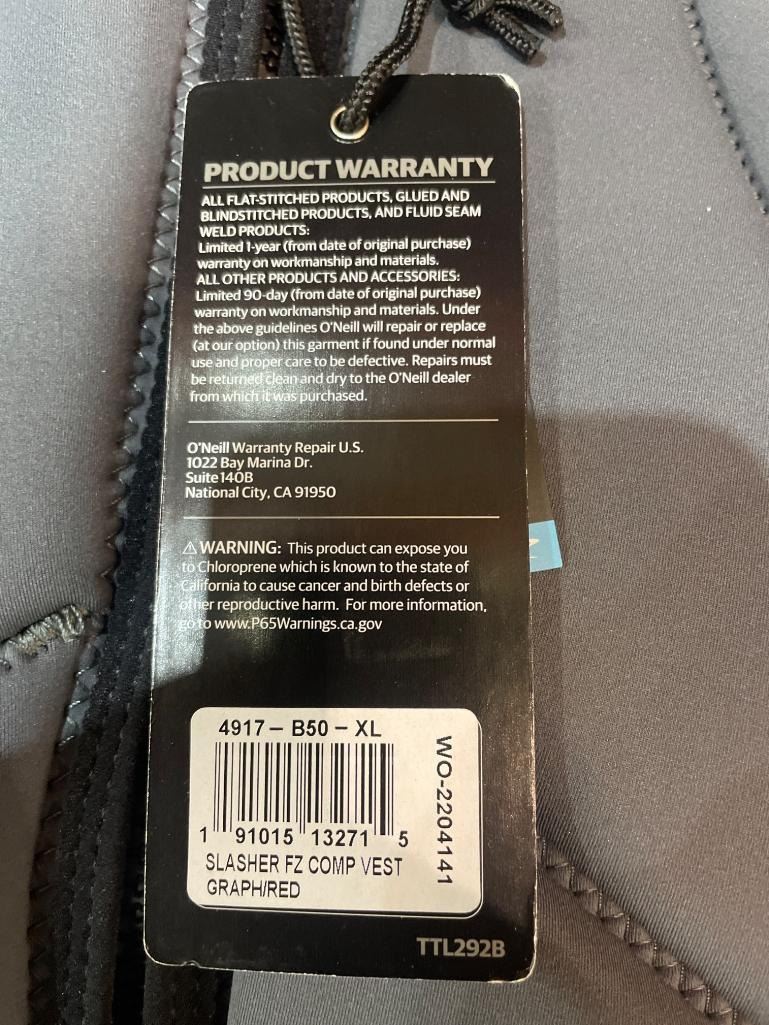 PRODUCT WARRANTY
ALL FLAT-STITCHED PRODUCTS, GLUED AND
BLINDSTITCHED PRODUCTS, AND FLUID SEAM
WELD PRODUCTS:
Limited 1-year (from date of original purchase)
warranty on workmanship and materials.
ALL OTHER PRODUCTS AND ACCESSORIES:
Limited 90-day (from date of original purchase)
warranty on workmanship and materials. Under
the above guidelines O'Neill will repair or replace
(at our option) this garment if found under normal
use and proper care to be defective. Repairs must
be returned clean and dry to the O'Neill dealer
from which it was purchased.
O'Neill Warranty Repair U.S.
1022 Bay Marina Dr.
Suite 140B
National City, CA 91950
⚠ WARNING: This product can expose you
to Chloroprene which is known to the state of
California to cause cancer and birth defects or
other reproductive harm. For more information,
go to www.P65Warnings.ca.gov
4917 - B50 - XL
1 91015 13271 5
SLASHER FZ COMP VEST
GRAPH/RED
WO-2204141
TTL292B